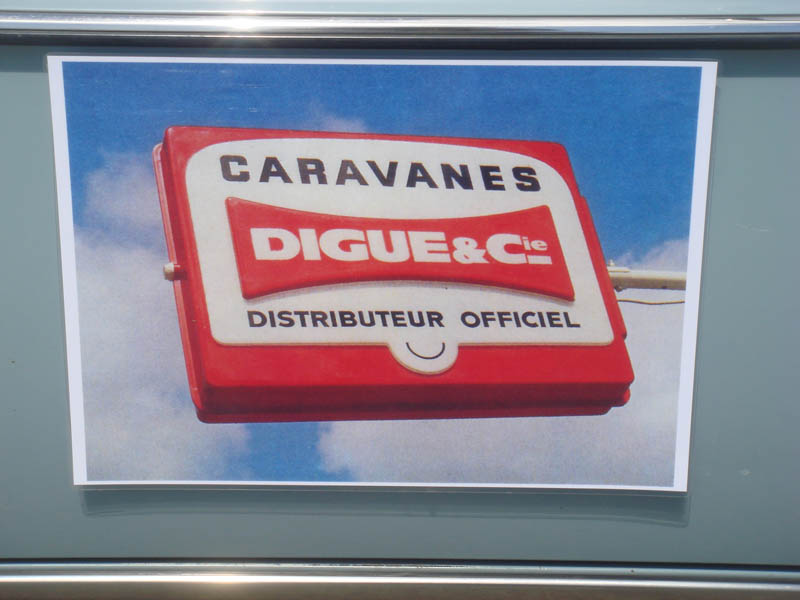 CARAVANES
DIGUE&Cie
DISTRIBUTEUR OFFICIEL